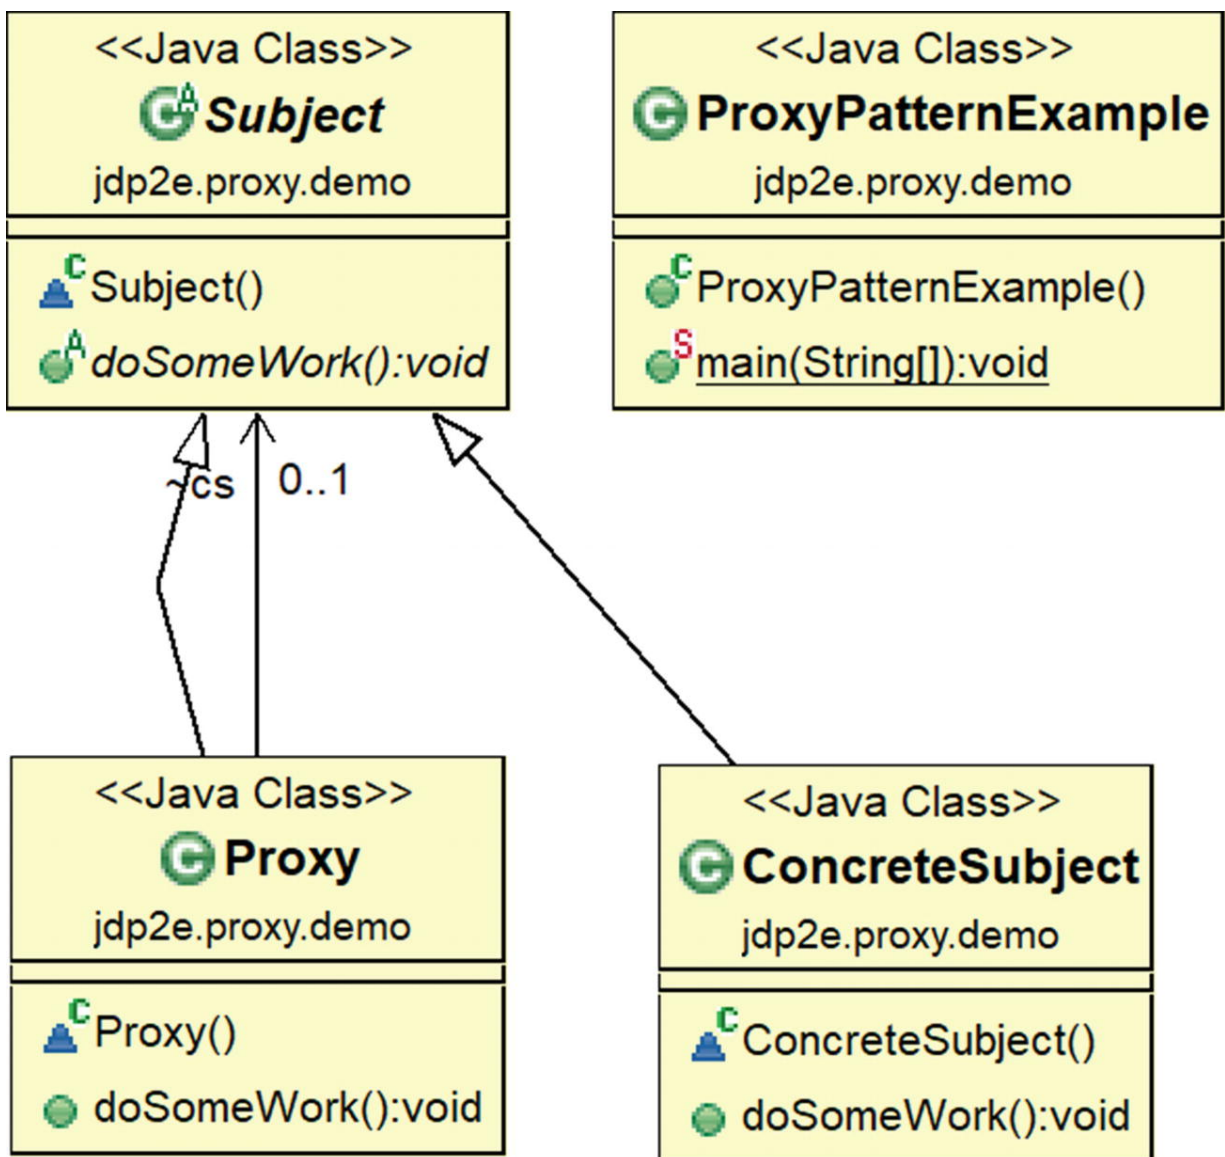 <<Java Class>>
Subject
jdp2e.proxy.demo
Subject()
doSomeWork():void
<<Java Class>>
ProxyPatternExample
jdp2e.proxy.demo
ProxyPatternExample()
main(String[]):void
~cs
0..1
<<Java Class>>
Proxy
jdp2e.proxy.demo
Proxy()
doSomeWork():void
<<Java Class>>
ConcreteSubject
jdp2e.proxy.demo
ConcreteSubject()
doSomeWork():void